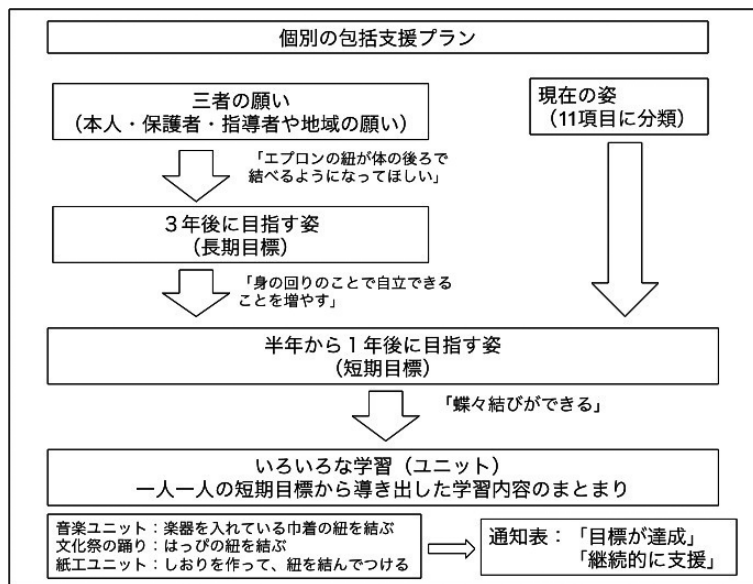 個別の包括支援プラン
三者の願い
（本人・保護者・指導者や地域の願い）
現在の姿
（11項目に分類）
「エプロンの紐が体の後ろで
結べるようになってほしい」
３年後に目指す姿
（長期目標）
「身の回りのことで自立できる
ことを増やす」
半年から１年後に目指す姿
（短期目標）
「蝶々結びができる」
いろいろな学習（ユニット）
一人一人の短期目標から導き出した学習内容のまとまり
音楽ユニット：楽器を入れている巾着の紐を結ぶ
文化祭の踊り：はっぴの紐を結ぶ
紙工ユニット：しおりを作って、紐を結んでつける
通知表：「目標が達成」
「継続的に支援」